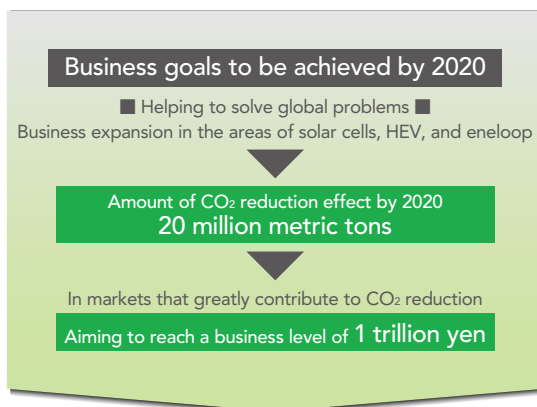 Business goals to be achieved by 2020
■ Helping to solve global problems ■
Business expansion in the areas of solar cells, HEV, and eneloop
Amount of CO₂ reduction effect by 2020
20 million metric tons
In markets that greatly contribute to CO₂ reduction
Aiming to reach a business level of 1 trillion yen